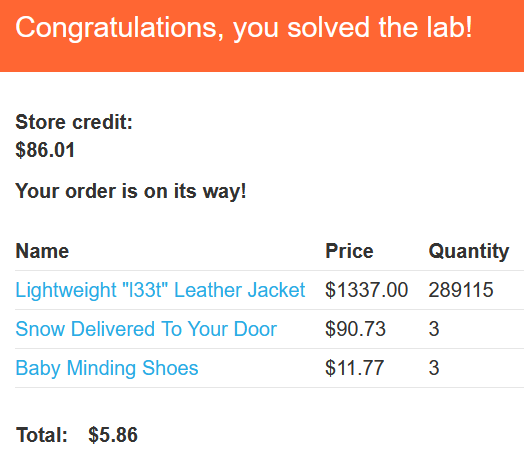 Congratulations, you solved the lab!
Store credit:
$86.01
Your order is on its way!
Name Price Quantity
Lightweight "l33t" Leather Jacket $1337.00 289115
Snow Delivered To Your Door $90.73 3
Baby Minding Shoes $11.77 3
Total: $5.86